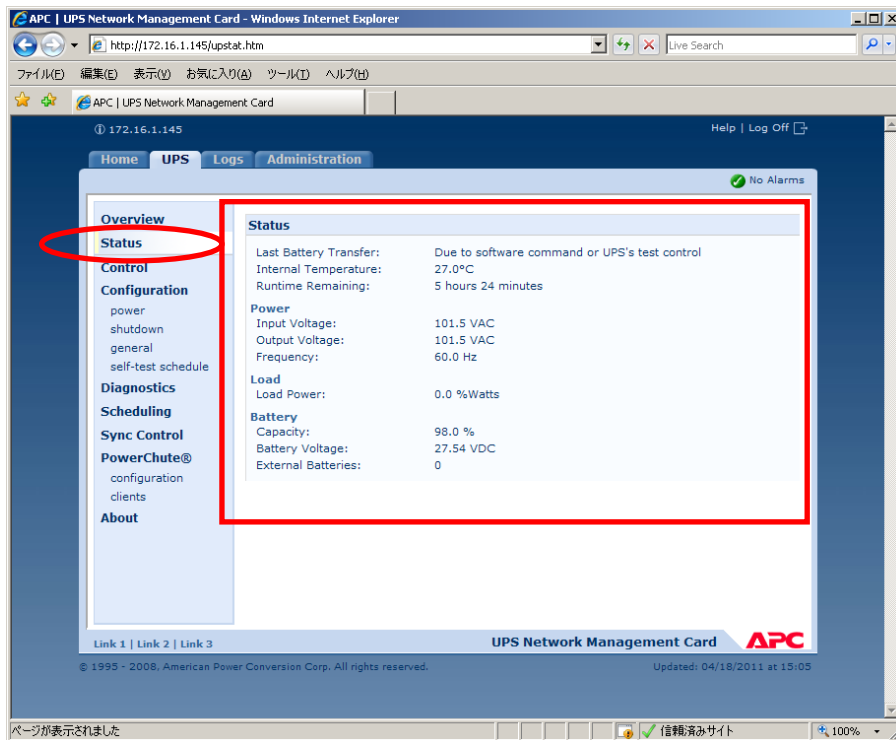 APC | UPS Network Management Card - Windows Internet Explorer
http://172.16.1.145/upstat.htm
Live Search
ファイル(F) 編集(E) 表示(V) お気に入り(A) ツール(T) ヘルプ(H)
APC | UPS Network Management Card
172.16.1.145
Help | Log Off
Home UPS Logs Administration
No Alarms
Overview
Status
Control
Configuration
power
shutdown
general
self-test schedule
Diagnostics
Scheduling
Sync Control
PowerChute®
configuration
clients
About
Status
Last Battery Transfer: Due to software command or UPS's test control
Internal Temperature: 27.0°C
Runtime Remaining: 5 hours 24 minutes
Power
Input Voltage: 101.5 VAC
Output Voltage: 101.5 VAC
Frequency: 60.0 Hz
Load
Load Power: 0.0 %Watts
Battery
Capacity: 98.0 %
Battery Voltage: 27.54 VDC
External Batteries: 0
Link 1 | Link 2 | Link 3
UPS Network Management Card APC
© 1995 - 2008, American Power Conversion Corp. All rights reserved.
Updated: 04/18/2011 at 15:05
ページが表示されました
信頼済みサイト
100%